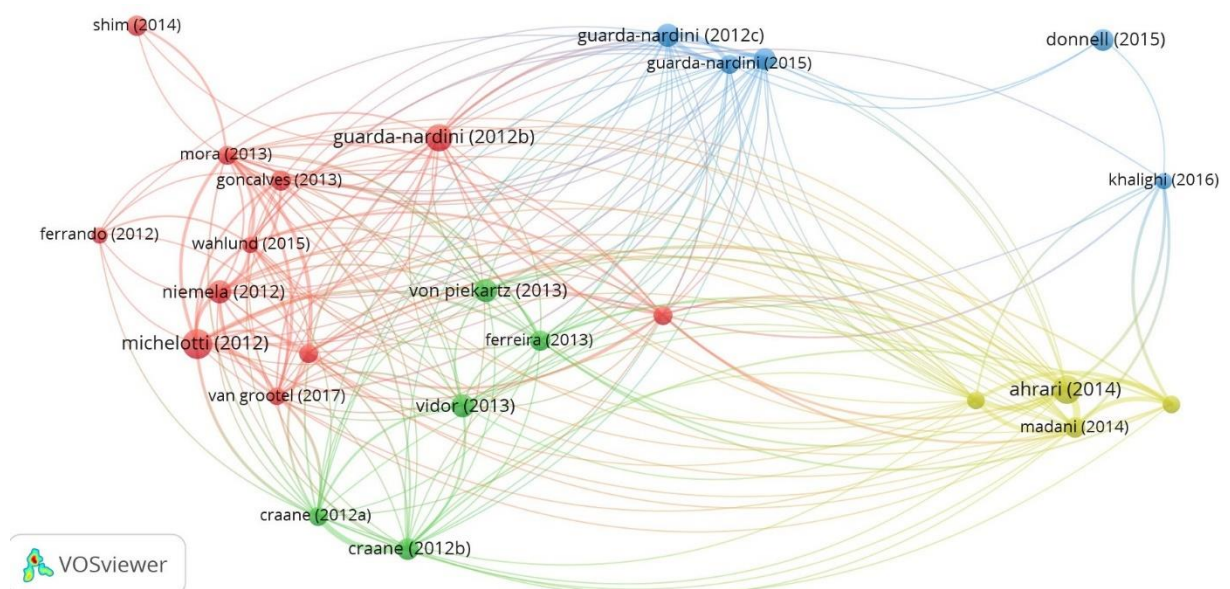 shim (2014)
guarda-nardini (2012c)
donnell (2015)
guarda-nardini (2015)
guarda-nardini (2012b)
mora (2013)
goncalves (2013)
khalighi (2016)
ferrando (2012)
wahlund (2015)
niemela (2012)
von piekartz (2013)
michelotti (2012)
ferreira (2013)
van grootel (2017)
vidor (2013)
ahrari (2014)
madani (2014)
craane (2012a)
craane (2012b)
VOSviewer